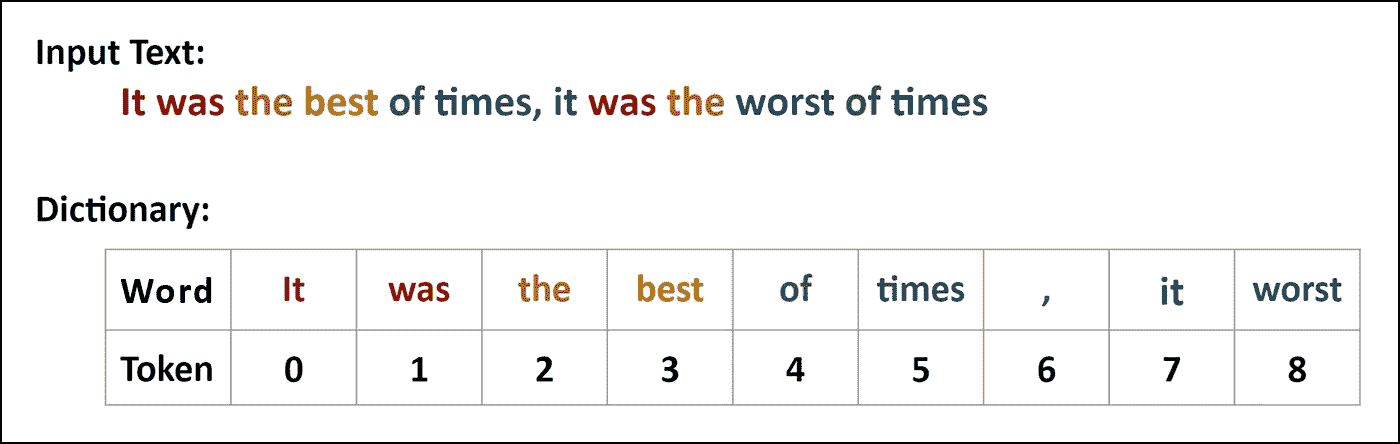 Input Text:
It was the best of times, it was the worst of times
Dictionary:
Word It was the best of times , it worst
Token 0 1 2 3 4 5 6 7 8